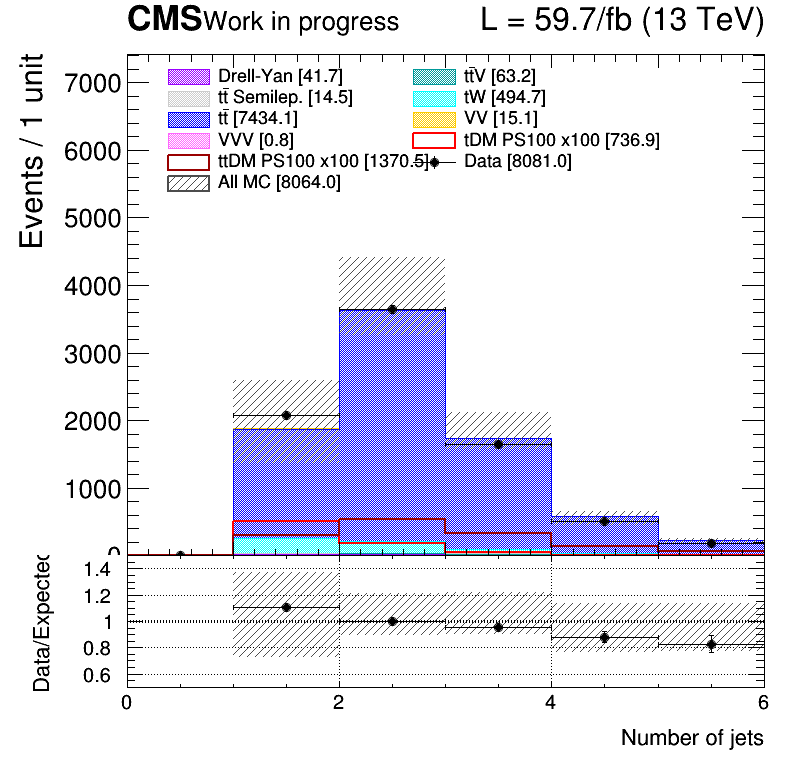 CMS Work in progress L = 59.7/fb (13 TeV)
Events / 1 unit
7000
6000
5000
4000
3000
2000
1000
0
Drell-Yan [41.7] tt̄V [63.2]
tt̄ Semilep. [14.5] tW [494.7]
tt̄ [7434.1] VV [15.1]
VVV [0.8] tDM PS100 x100 [736.9]
ttDM PS100 x100 [1370.5] Data [8081.0]
All MC [8064.0]
Data/Expected
1.4
1.2
1
0.8
0.6
0 2 4 6
Number of jets